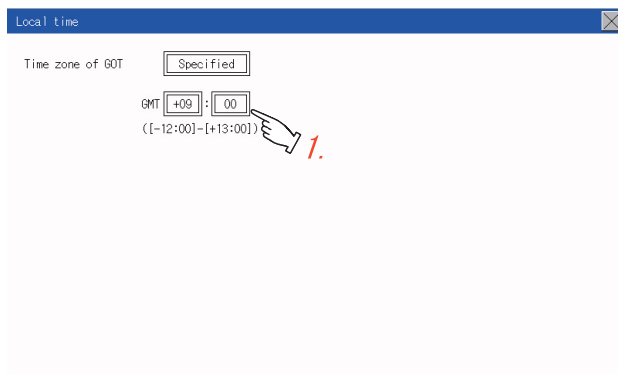 Local time
Time zone of GOT Specified
GMT +09 : 00
([-12:00]-[+13:00])
1.